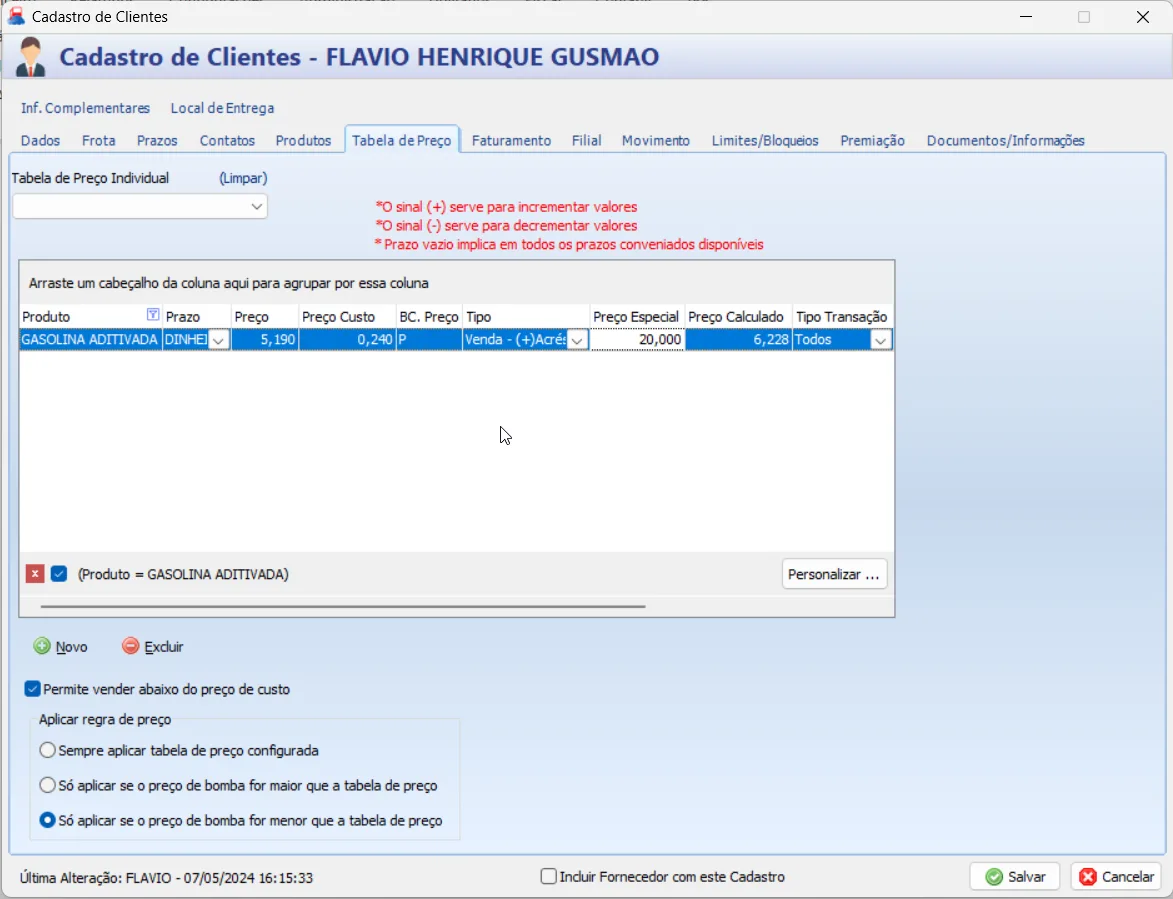 Cadastro de Clientes
Cadastro de Clientes - FLAVIO HENRIQUE GUSMAO
Inf. Complementares Local de Entrega
Dados Frota Prazos Contatos Produtos Tabela de Preço Faturamento Filial Movimento Limites/Bloqueios Premiação Documentos/Informações
Tabela de Preço Individual (Limpar)
*O sinal (+) serve para incrementar valores
*O sinal (-) serve para decrementar valores
* Prazo vazio implica em todos os prazos conveniados disponíveis
Arraste um cabeçalho da coluna aqui para agrupar por essa coluna
Produto Prazo Preço Preço Custo BC. Preço Tipo Preço Especial Preço Calculado Tipo Transação
GASOLINA ADITIVADA DINHEI 5,190 0,240 P Venda - (+)Acrés 20,000 6,228 Todos
(Produto = GASOLINA ADITIVADA) Personalizar ...
Novo Excluir
Permite vender abaixo do preço de custo
Aplicar regra de preço
Sempre aplicar tabela de preço configurada
Só aplicar se o preço de bomba for maior que a tabela de preço
Só aplicar se o preço de bomba for menor que a tabela de preço
Última Alteração: FLAVIO - 07/05/2024 16:15:33 Incluir Fornecedor com este Cadastro Salvar Cancelar